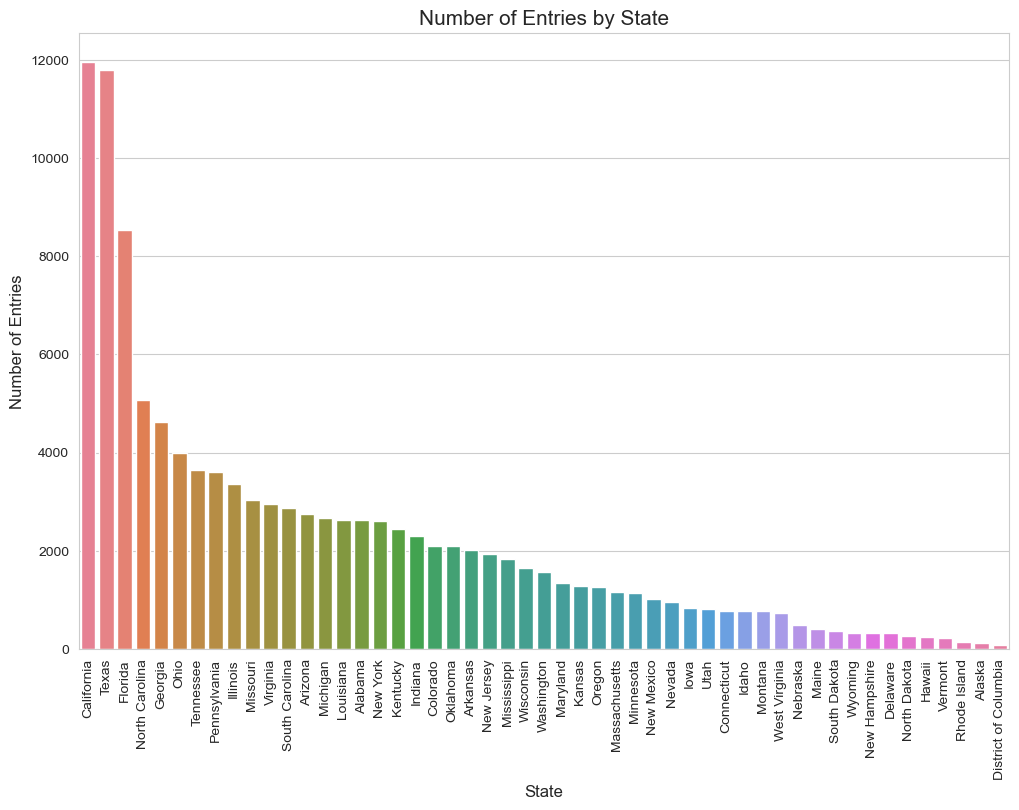 Number of Entries by State
Number of Entries
12000
10000
8000
6000
4000
2000
0
California
Texas
Florida
North Carolina
Georgia
Ohio
Tennessee
Pennsylvania
Illinois
Missouri
Virginia
South Carolina
Arizona
Michigan
Louisiana
Alabama
New York
Kentucky
Indiana
Colorado
Oklahoma
Arkansas
New Jersey
Mississippi
Wisconsin
Washington
Maryland
Kansas
Oregon
Massachusetts
Minnesota
New Mexico
Nevada
Iowa
Utah
Connecticut
Idaho
Montana
West Virginia
Nebraska
Maine
South Dakota
Wyoming
New Hampshire
Delaware
North Dakota
Hawaii
Vermont
Rhode Island
Alaska
District of Columbia
State